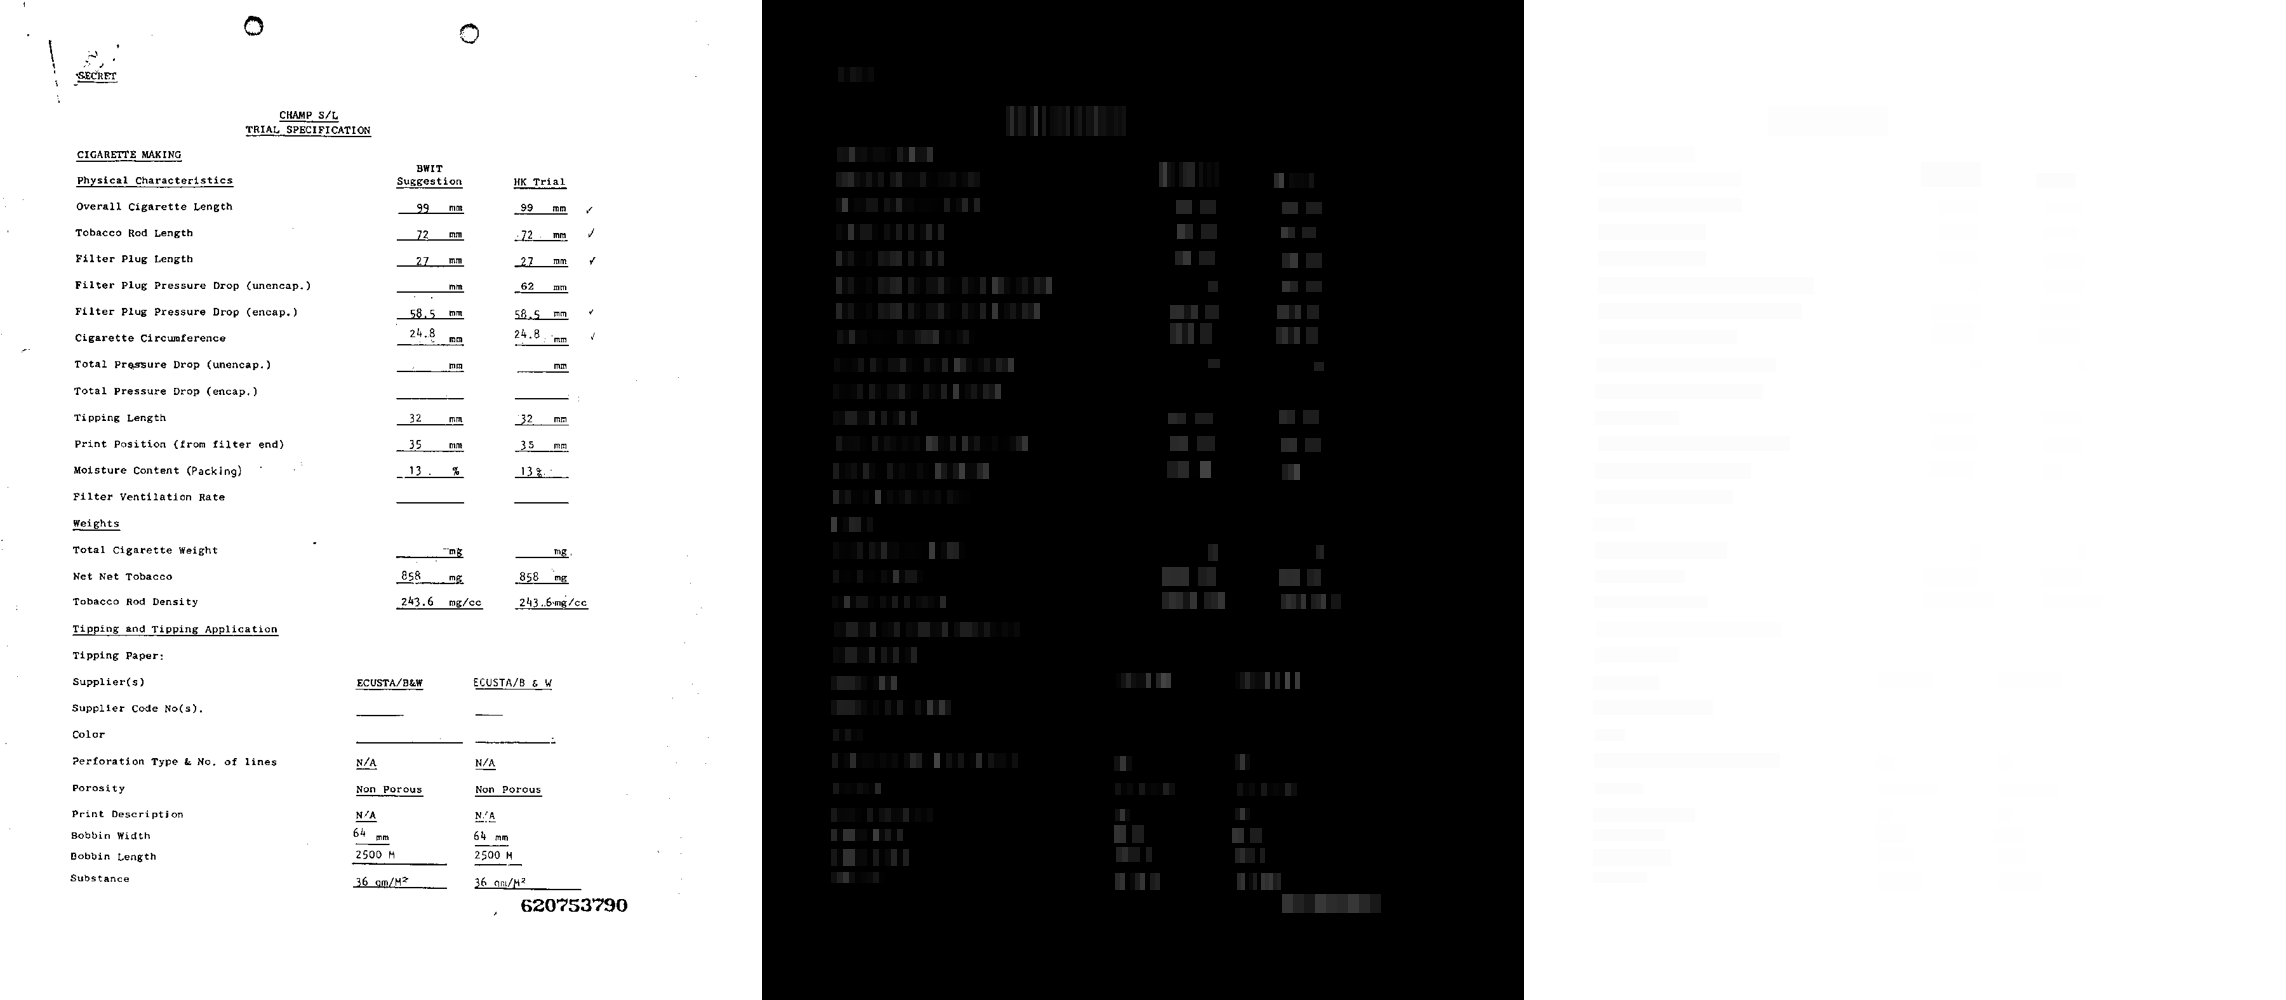 SECRET
CHAMP S/L
TRIAL SPECIFICATION
CIGARETTE MAKING
BWIT
Physical Characteristics Suggestion HK Trial
Overall Cigarette Length 99 mm 99 mm ✓
Tobacco Rod Length 72 mm 72 mm ✓
Filter Plug Length 27 mm 27 mm ✓
Filter Plug Pressure Drop (unencap.) mm 62 mm
Filter Plug Pressure Drop (encap.) 58.5 mm 58.5 mm ✓
Cigarette Circumference 24.8 mm 24.8 mm ✓
Total Pressure Drop (unencap.) mm mm
Total Pressure Drop (encap.)
Tipping Length 32 mm 32 mm
Print Position (from filter end) 35 mm 35 mm
Moisture Content (Packing) 13 % 13%
Filter Ventilation Rate
Weights
Total Cigarette Weight mg mg
Net Net Tobacco 858 mg 858 mg
Tobacco Rod Density 243.6 mg/cc 243.6 mg/cc
Tipping and Tipping Application
Tipping Paper:
Supplier(s) ECUSTA/B&W ECUSTA/B & W
Supplier Code No(s).
Color
Perforation Type & No. of lines N/A N/A
Porosity Non Porous Non Porous
Print Description N/A N/A
Bobbin Width 64 mm 64 mm
Bobbin Length 2500 M 2500 M
Substance 36 gm/M² 36 gm/M²
620753790